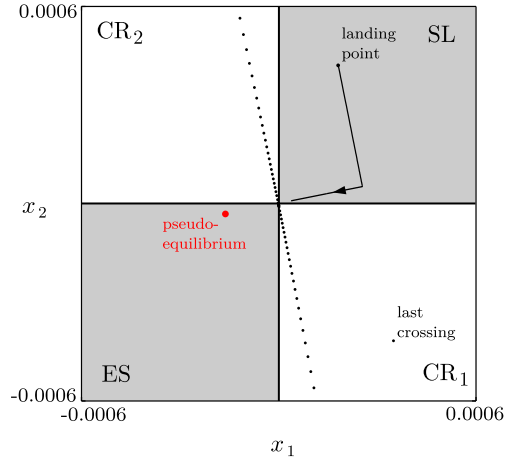 0.0006
CR2
SL
landing
point
x2
pseudo-
equilibrium
last
crossing
ES
CR1
-0.0006
-0.0006
0.0006
x1